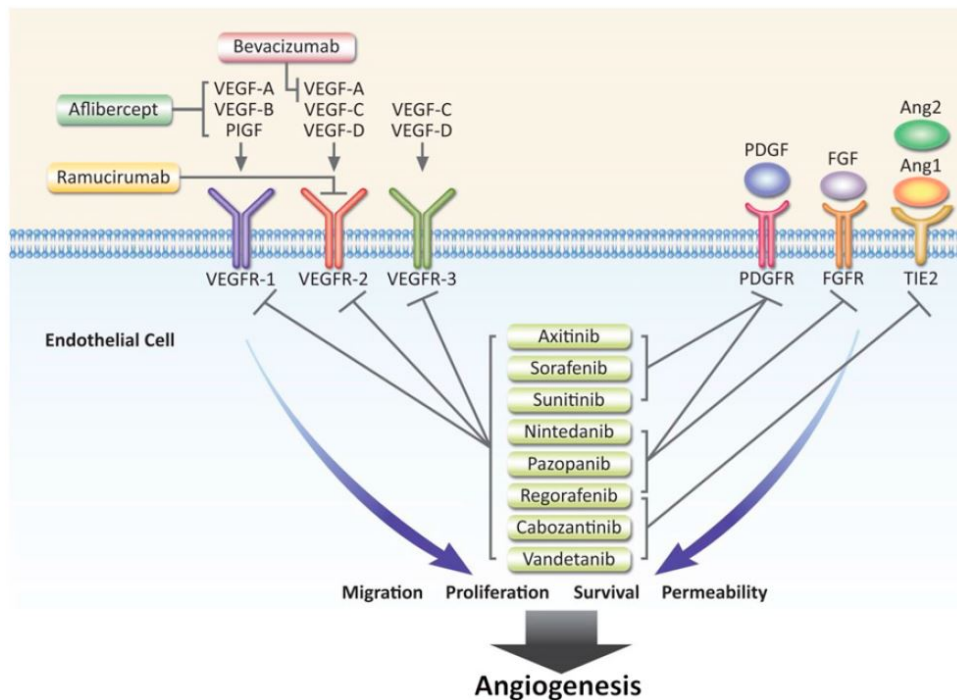 Bevacizumab
Aflibercept
VEGF-A
VEGF-B
PIGF
VEGF-A
VEGF-C
VEGF-D
VEGF-C
VEGF-D
Ramucirumab
PDGF
FGF
Ang2
Ang1
VEGFR-1
VEGFR-2
VEGFR-3
PDGFR
FGFR
TIE2
Endothelial Cell
Axitinib
Sorafenib
Sunitinib
Nintedanib
Pazopanib
Regorafenib
Cabozantinib
Vandetanib
Migration Proliferation Survival Permeability
Angiogenesis